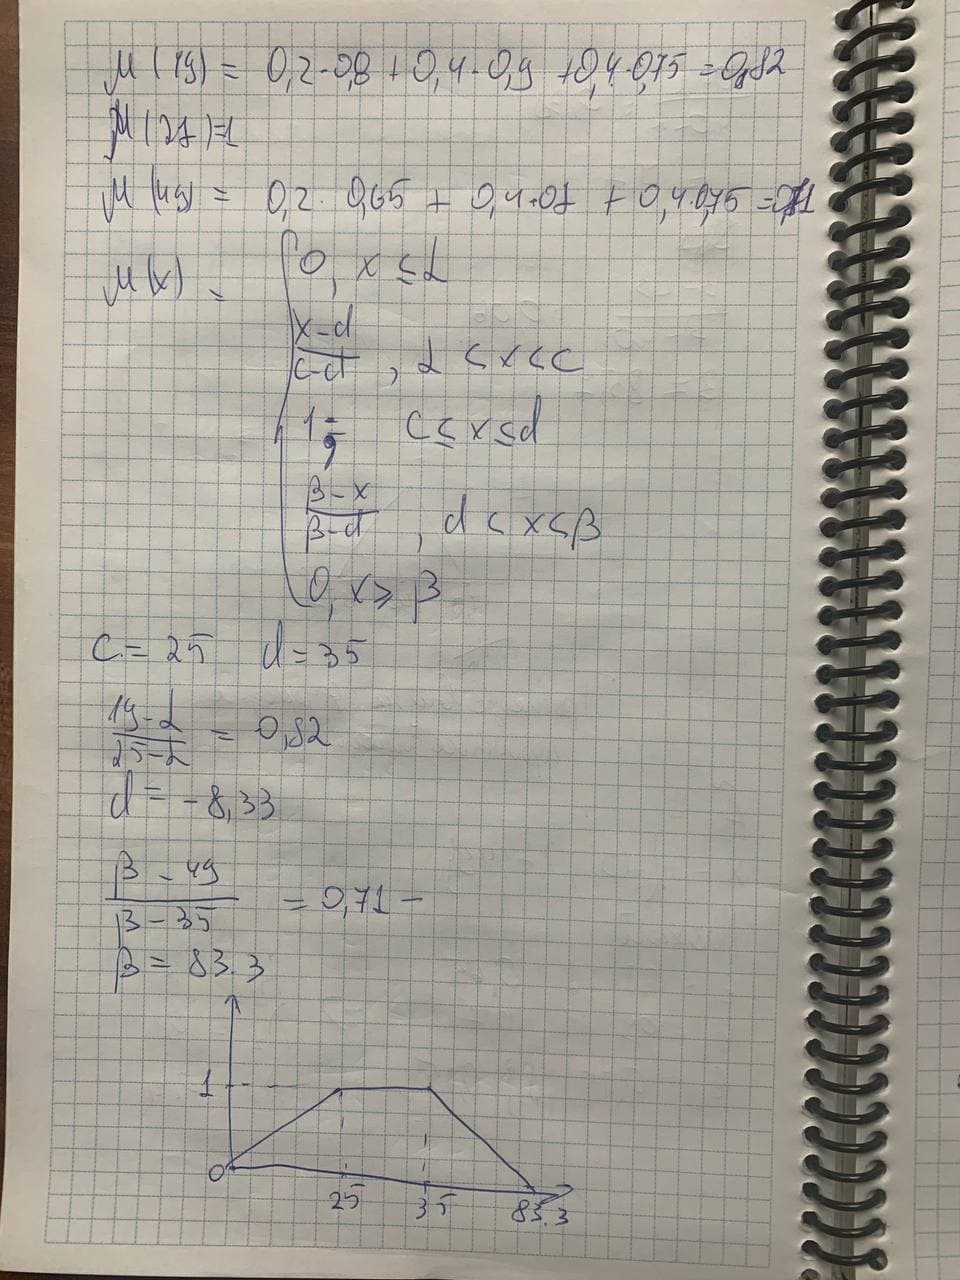 μ(19) = 0,2·0,8 + 0,4·0,9 + 0,4·0,75 = 0,82
μ(27)=1
μ(49) = 0,2·0,65 + 0,4·0,7 + 0,4·0,75 = 0,71
μ(x) =
0, x ≤ α
x-α / c-α, α < x < c
1, c ≤ x ≤ d
β-x / β-d, d < x < β
0, x ≥ β
c = 25 d = 35
19-α / 25-α = 0,82
α = -8,33
β-49 / β-35 = 0,71 -
β = 83.3
1
0 25 35 83.3